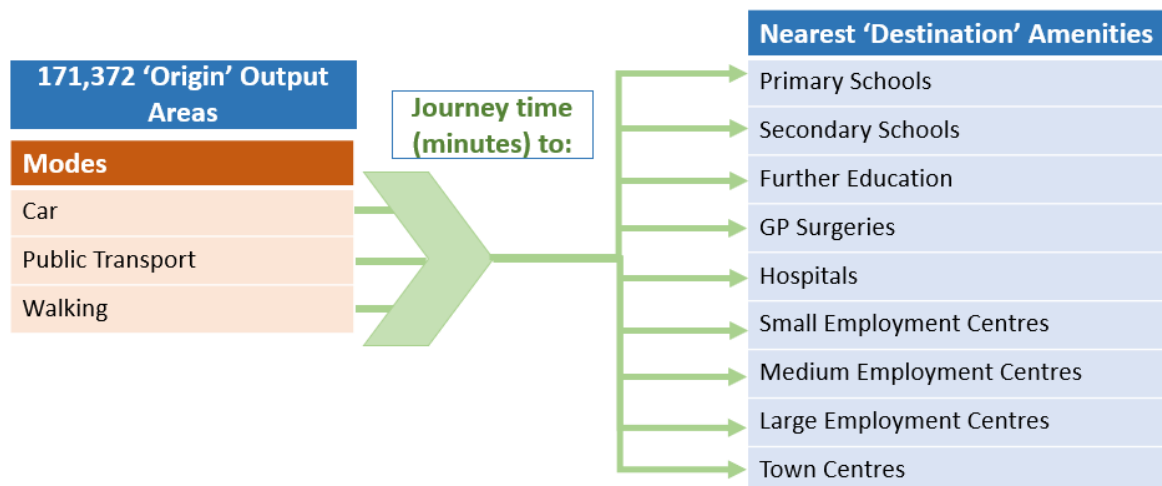 171,372 ‘Origin’ Output
Areas
Modes
Car
Public Transport
Walking
Journey time
(minutes) to:
Nearest ‘Destination’ Amenities
Primary Schools
Secondary Schools
Further Education
GP Surgeries
Hospitals
Small Employment Centres
Medium Employment Centres
Large Employment Centres
Town Centres